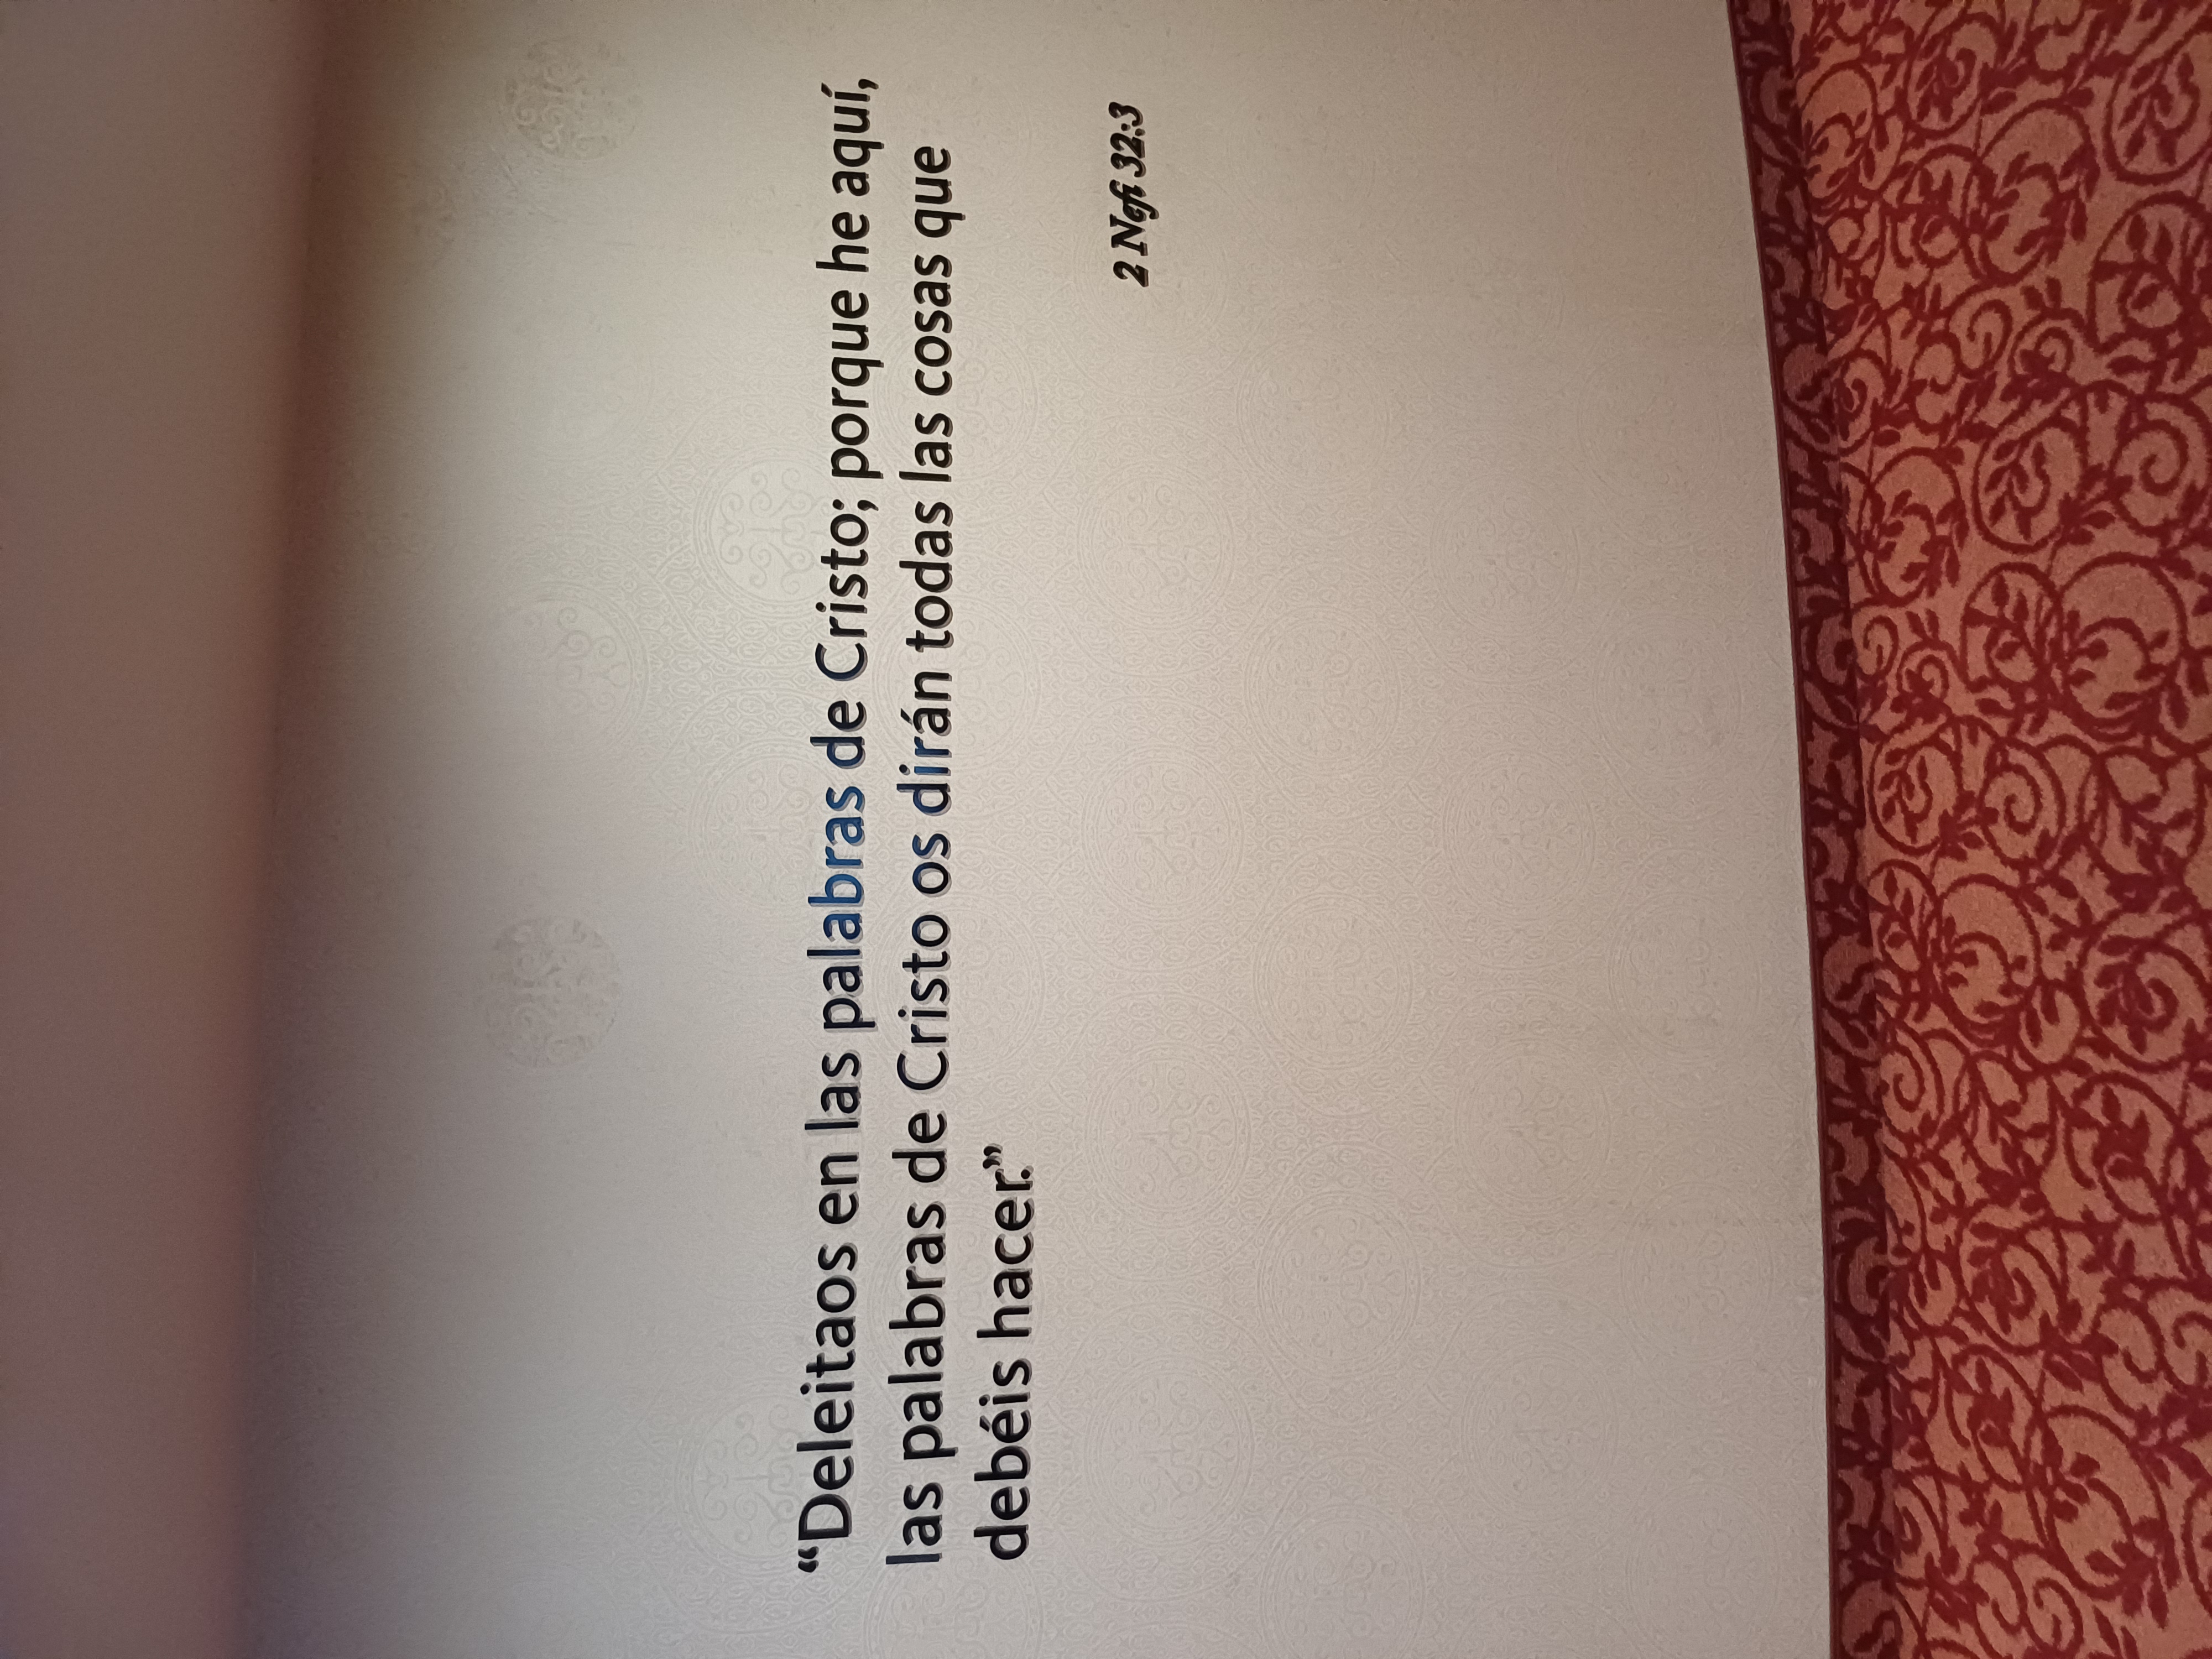 “Deleitaos en las palabras de Cristo; porque he aquí,
las palabras de Cristo os dirán todas las cosas que
debéis hacer.”
2 Nefi 32:3